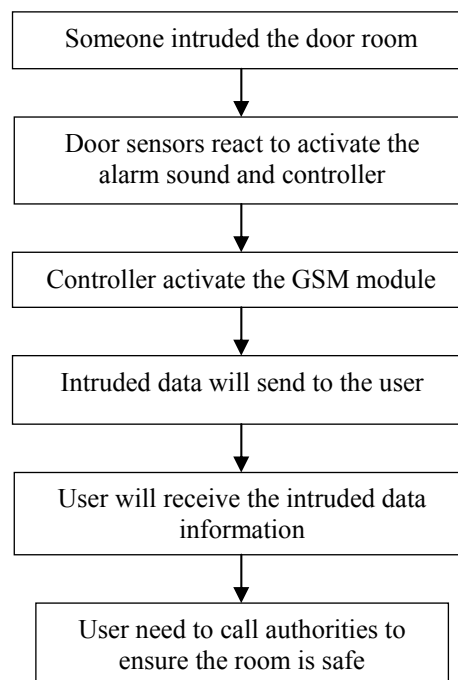 Someone intruded the door room
Door sensors react to activate the
alarm sound and controller
Controller activate the GSM module
Intruded data will send to the user
User will receive the intruded data
information
User need to call authorities to
ensure the room is safe